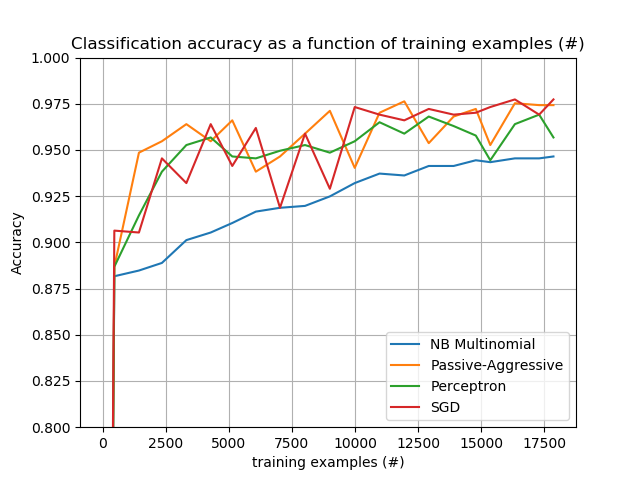 Classification accuracy as a function of training examples (#)
1.000
0.975
0.950
0.925
0.900
0.875
0.850
0.825
0.800
Accuracy
NB Multinomial
Passive-Aggressive
Perceptron
SGD
0 2500 5000 7500 10000 12500 15000 17500
training examples (#)